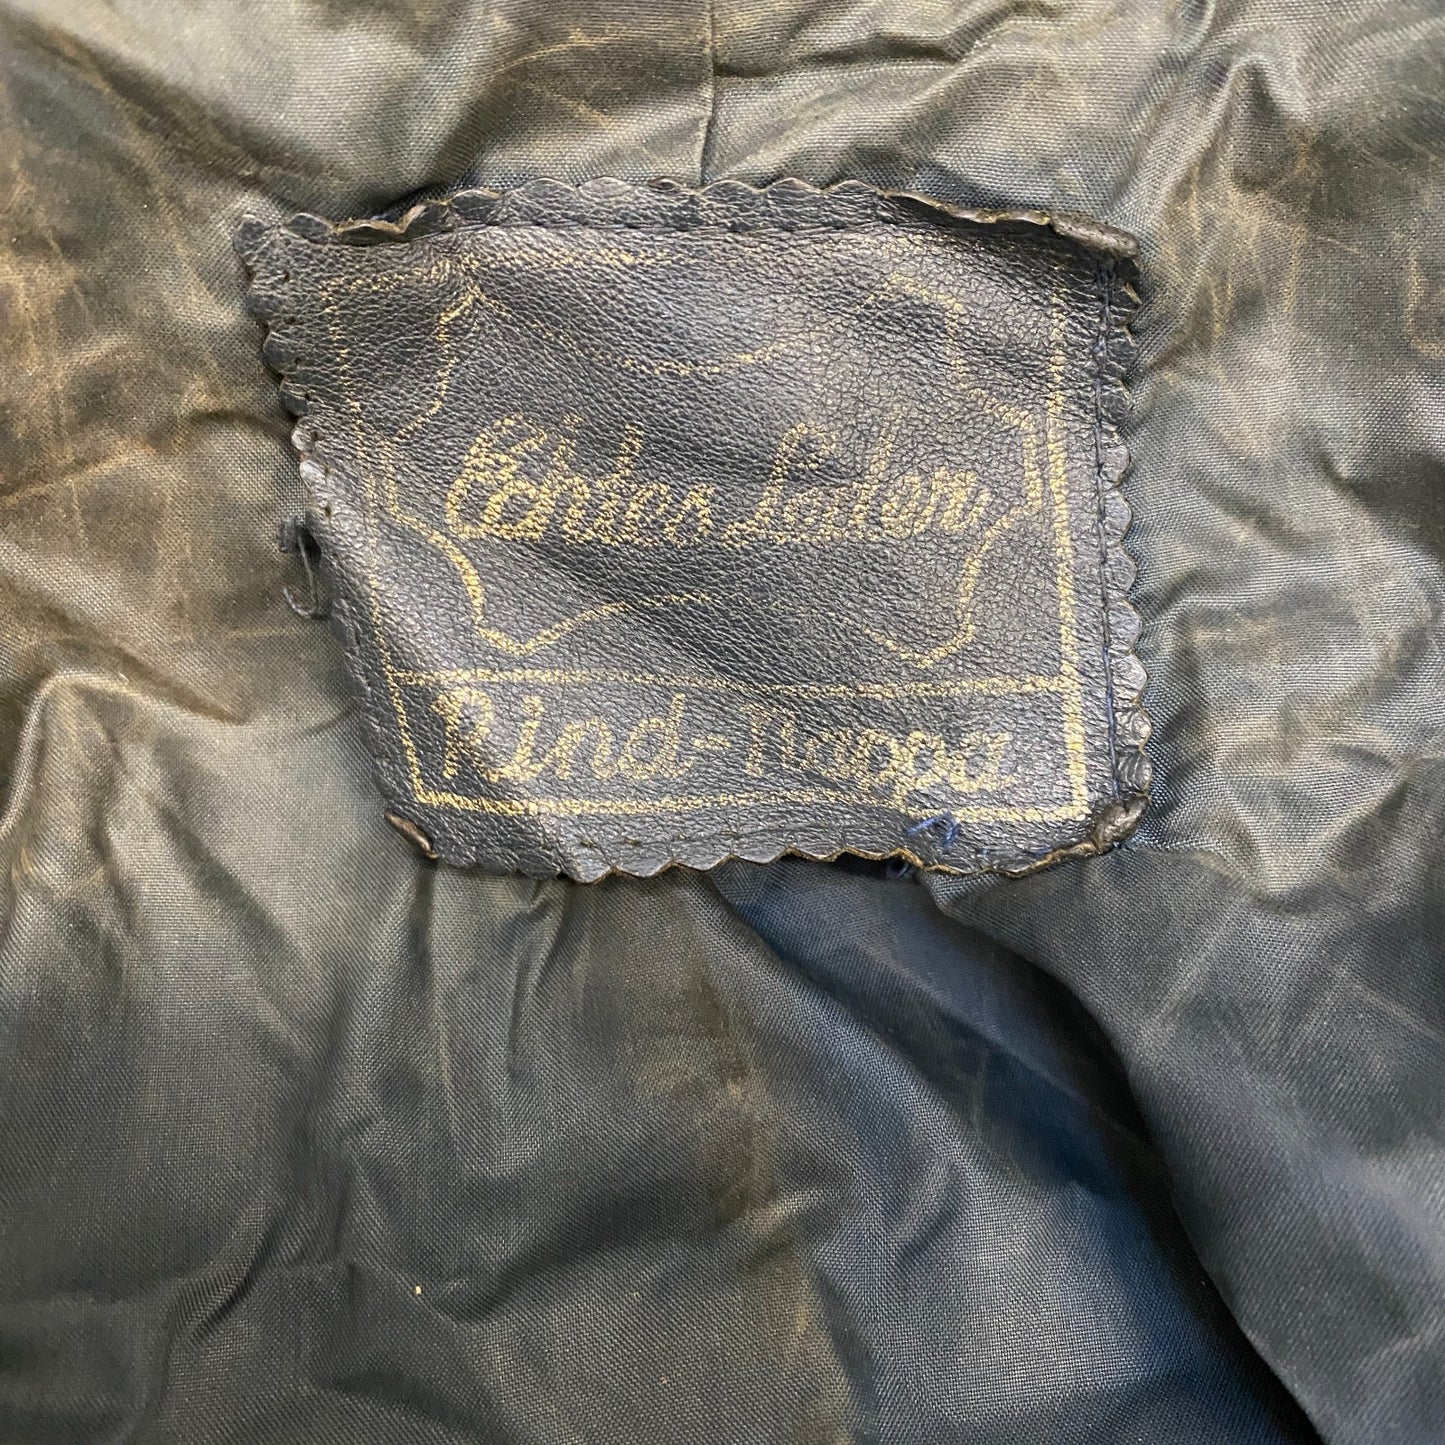 Echtes Leder
Rind-Nappa